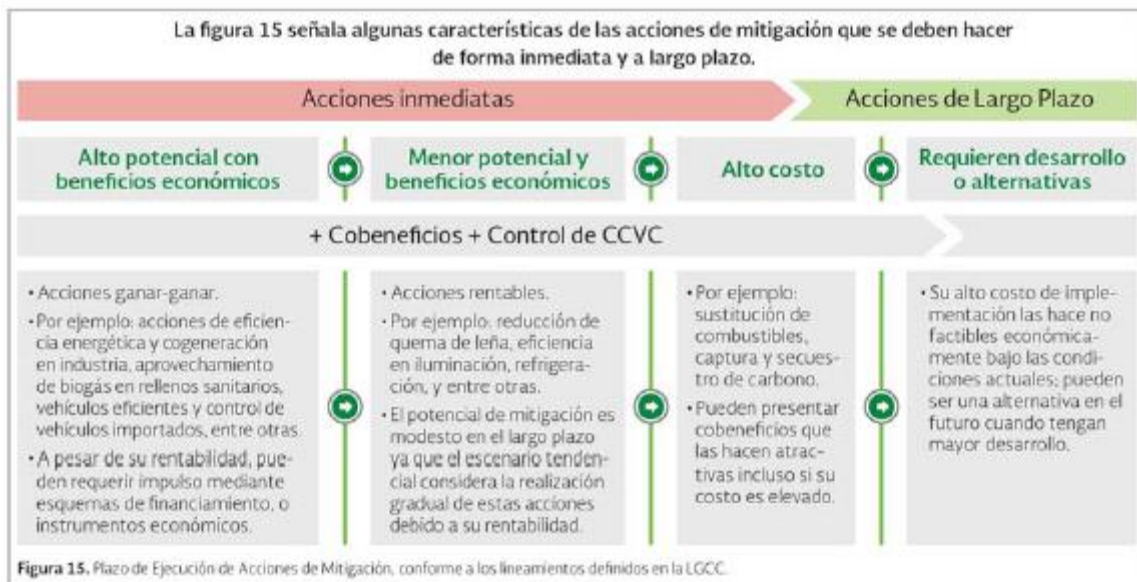 La figura 15 señala algunas características de las acciones de mitigación que se deben hacer
de forma inmediata y a largo plazo.
Acciones inmediatas
Acciones de Largo Plazo
Alto potencial con
beneficios económicos
Menor potencial y
beneficios económicos
Alto costo
Requieren desarrollo
o alternativas
+ Cobeneficios + Control de CCVC
• Acciones ganar-ganar.
• Por ejemplo: acciones de eficien-
cia energética y cogeneración
en industria, aprovechamiento
de biogás en rellenos sanitarios,
vehículos eficientes y control de
vehículos importados, entre otras.
• A pesar de su rentabilidad, pue-
den requerir impulso mediante
esquemas de financiamiento, o
instrumentos económicos.
• Acciones rentables.
• Por ejemplo: reducción de
quema de leña, eficiencia
en iluminación, refrigera-
ción, y entre otras.
• El potencial de mitigación es
modesto en el largo plazo
ya que el escenario tenden-
cial considera la realización
gradual de estas acciones
debido a su rentabilidad.
• Por ejemplo:
sustitución de
combustibles,
captura y secues-
tro de carbono.
• Pueden presentar
cobeneficios que
las hacen atrac-
tivas incluso si su
costo es elevado.
• Su alto costo de imple-
mentación las hace no
factibles económica-
mente bajo las condi-
ciones actuales; pueden
ser una alternativa en el
futuro cuando tengan
mayor desarrollo.
Figura 15. Plazo de Ejecución de Acciones de Mitigación, conforme a los lineamientos definidos en la LGCC.